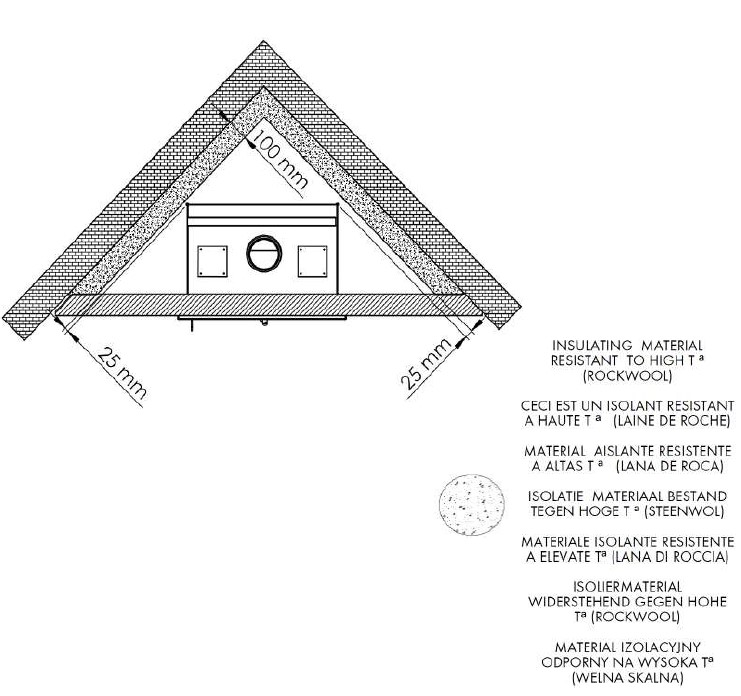 100 mm
25 mm
25 mm
INSULATING MATERIAL
RESISTANT TO HIGH Tª
(ROCKWOOL)
CECI EST UN ISOLANT RESISTANT
A HAUTE Tª (LAINE DE ROCHE)
MATERIAL AISLANTE RESISTENTE
A ALTAS Tª (LANA DE ROCA)
ISOLATIE MATERIAAL BESTAND
TEGEN HOGE Tª (STEENWOL)
MATERIALE ISOLANTE RESISTENTE
A ELEVATE Tª (LANA DI ROCCIA)
ISOLIERMATERIAL
WIDERSTEHEND GEGEN HOHE
Tª (ROCKWOOL)
MATERIAL IZOLACYJNY
ODPORNY NA WYSOKA Tª
(WELNA SKALNA)